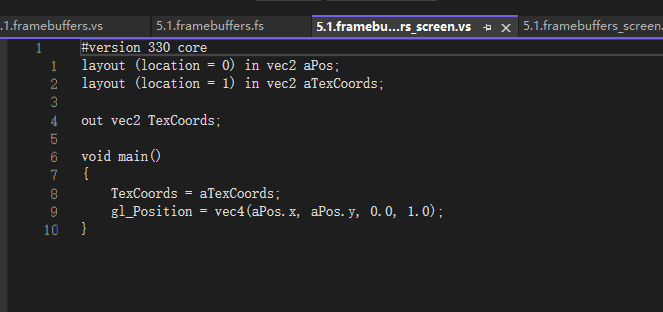 .1.framebuffers.vs 5.1.framebuffers.fs 5.1.framebu...rs_screen.vs 5.1.framebuffers_screen.
1 #version 330 core
1 layout (location = 0) in vec2 aPos;
2 layout (location = 1) in vec2 aTexCoords;
3
4 out vec2 TexCoords;
5
6 void main()
7 {
8 TexCoords = aTexCoords;
9 gl_Position = vec4(aPos.x, aPos.y, 0.0, 1.0);
10 }